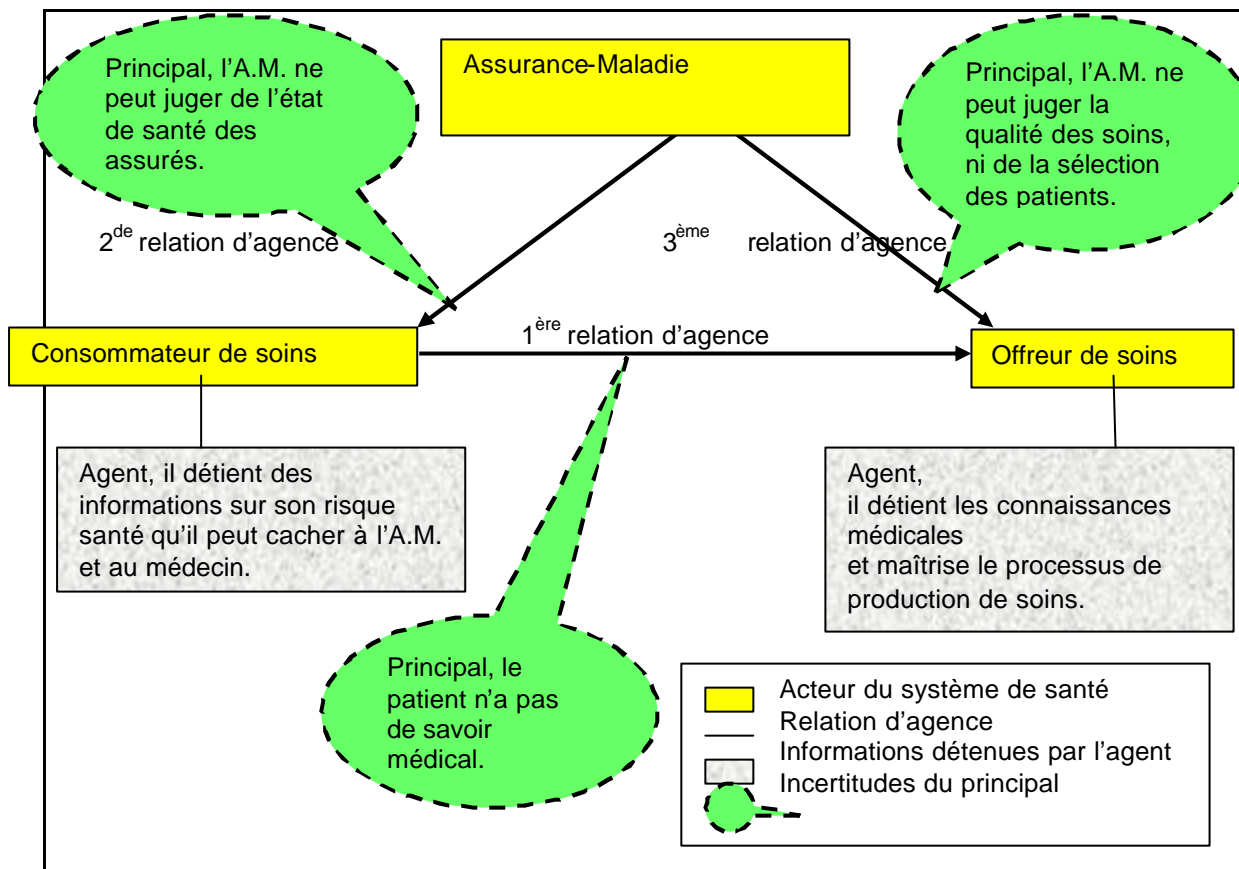 Principal, l’A.M. ne
peut juger de l’état
de santé des
assurés.
Assurance-Maladie
Principal, l’A.M. ne
peut juger la
qualité des soins,
ni de la sélection
des patients.
2de relation d’agence
3ème relation d’agence
1ère relation d’agence
Consommateur de soins
Offreur de soins
Agent, il détient des
informations sur son risque
santé qu’il peut cacher à l’A.M.
et au médecin.
Agent,
il détient les connaissances
médicales
et maîtrise le processus de
production de soins.
Principal, le
patient n’a pas
de savoir
médical.
Acteur du système de santé
Relation d’agence
Informations détenues par l’agent
Incertitudes du principal